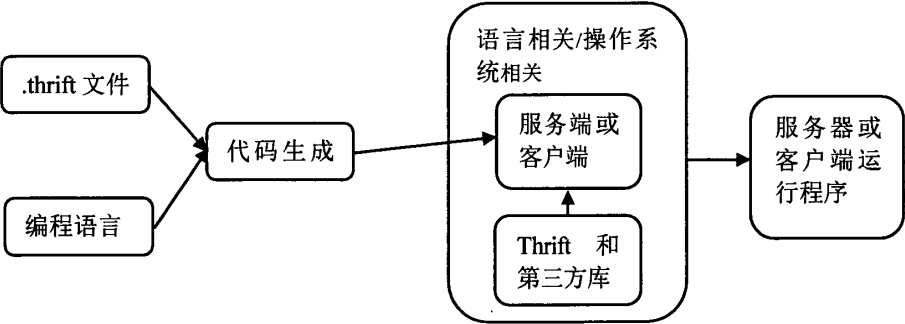 .thrift 文件
编程语言
代码生成
语言相关/操作系
统相关
服务端或
客户端
Thrift 和
第三方库
服务器或
客户端运
行程序